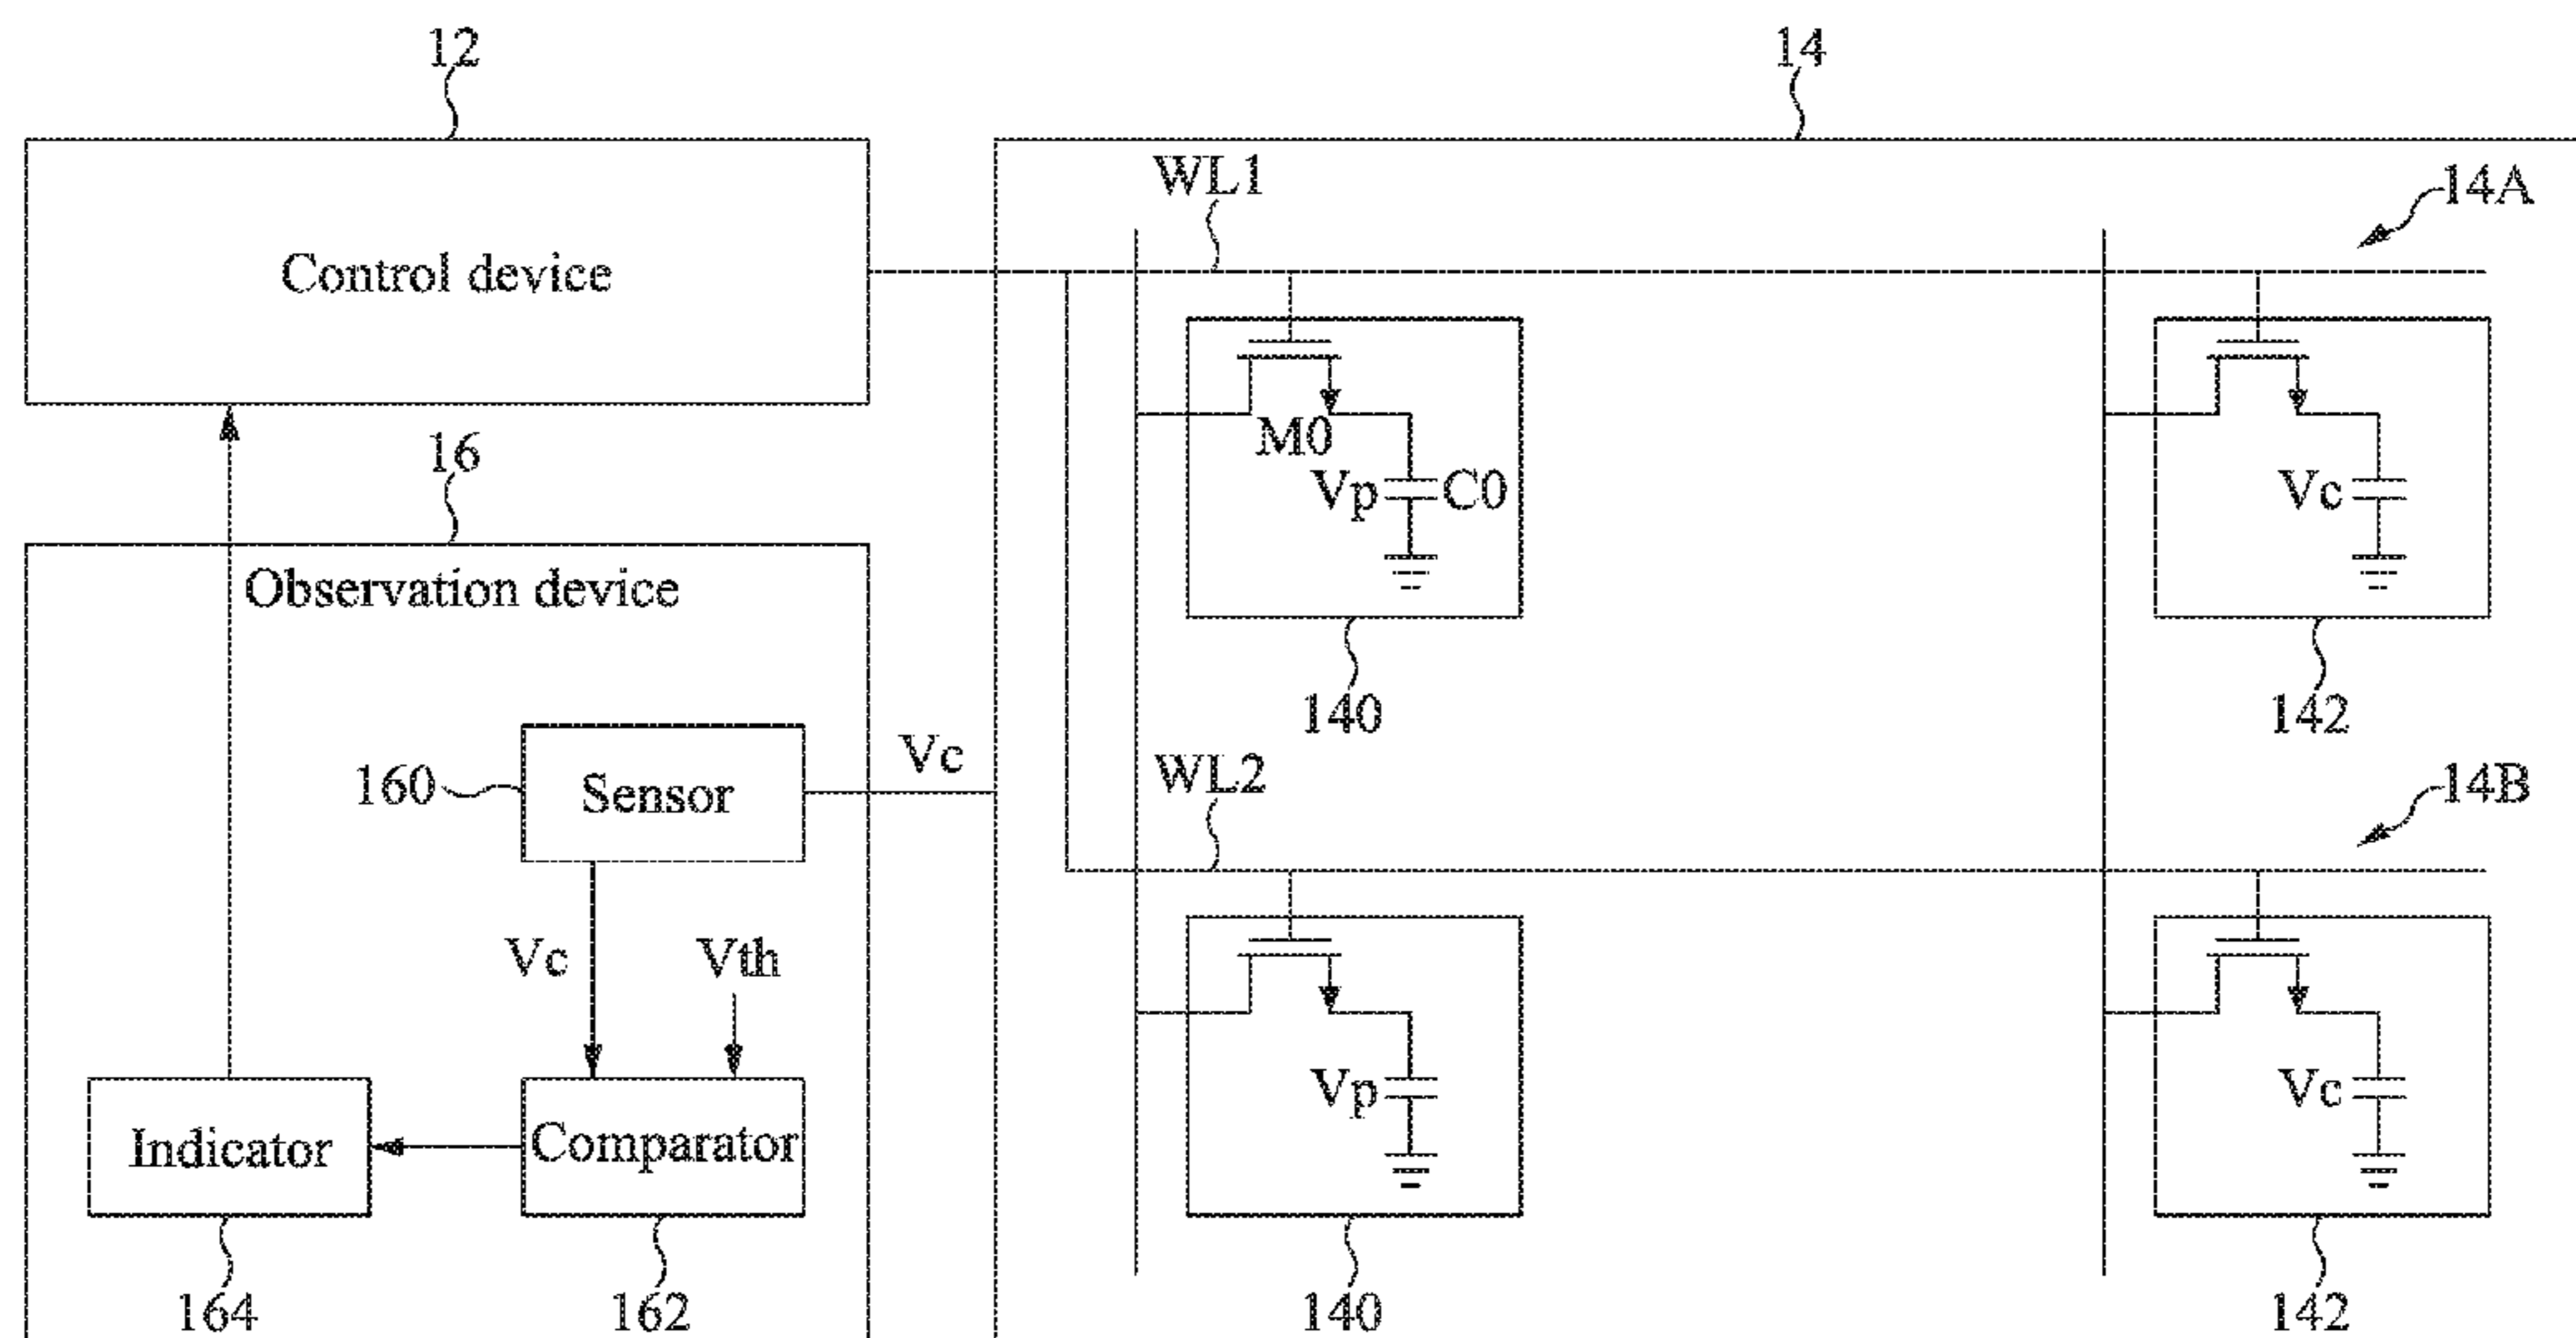 12
14
WL1
14A
Control device
M0
Vp
C0
Vc
16
Observation device
140
142
Vc
WL2
14B
160
Sensor
Vc
Vth
Vp
Vc
Indicator
Comparator
164
162
140
142